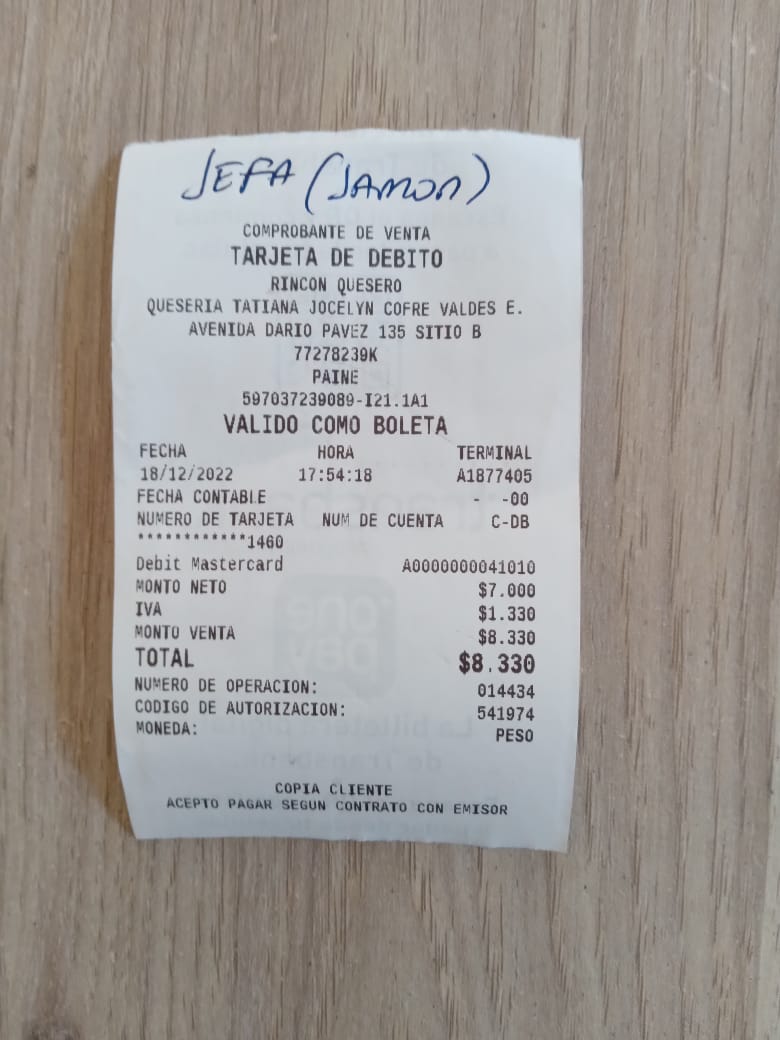 JEFA (JAMON)
COMPROBANTE DE VENTA
TARJETA DE DEBITO
RINCON QUESERO
QUESERIA TATIANA JOCELYN COFRE VALDES E.
AVENIDA DARIO PAVEZ 135 SITIO B
77278239K
PAINE
597037239089-I21.1A1
VALIDO COMO BOLETA
FECHA HORA TERMINAL
18/12/2022 17:54:18 A1877405
FECHA CONTABLE - -00
NUMERO DE TARJETA NUM DE CUENTA C-DB
************1460
Debit Mastercard A0000000041010
MONTO NETO $7.000
IVA $1.330
MONTO VENTA $8.330
TOTAL $8.330
NUMERO DE OPERACION: 014434
CODIGO DE AUTORIZACION: 541974
MONEDA: PESO
COPIA CLIENTE
ACEPTO PAGAR SEGUN CONTRATO CON EMISOR